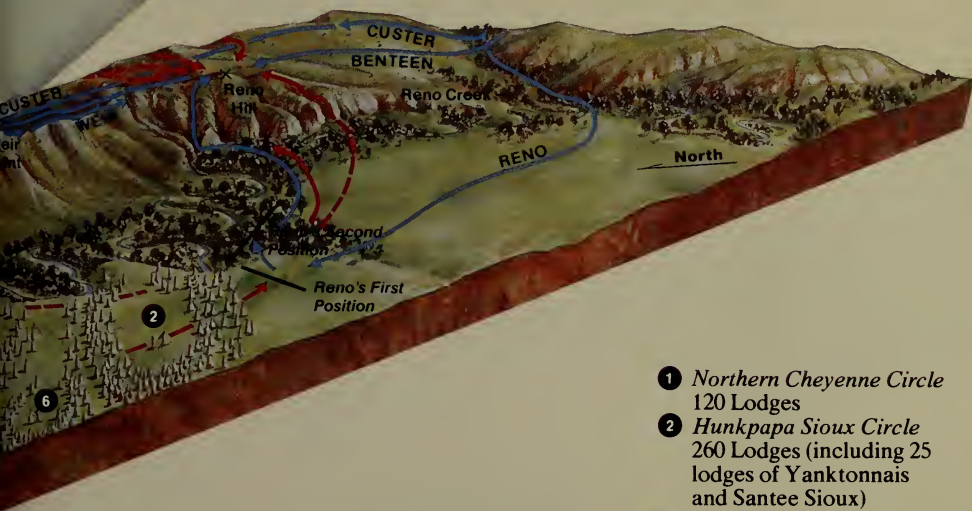 CUSTER
BENTEEN
Reno Creek
Reno
Hill
CUSTER
RENO
North
Second
Position
Reno's First
Position
2
6
1 Northern Cheyenne Circle
120 Lodges
2 Hunkpapa Sioux Circle
260 Lodges (including 25
lodges of Yanktonnais
and Santee Sioux)